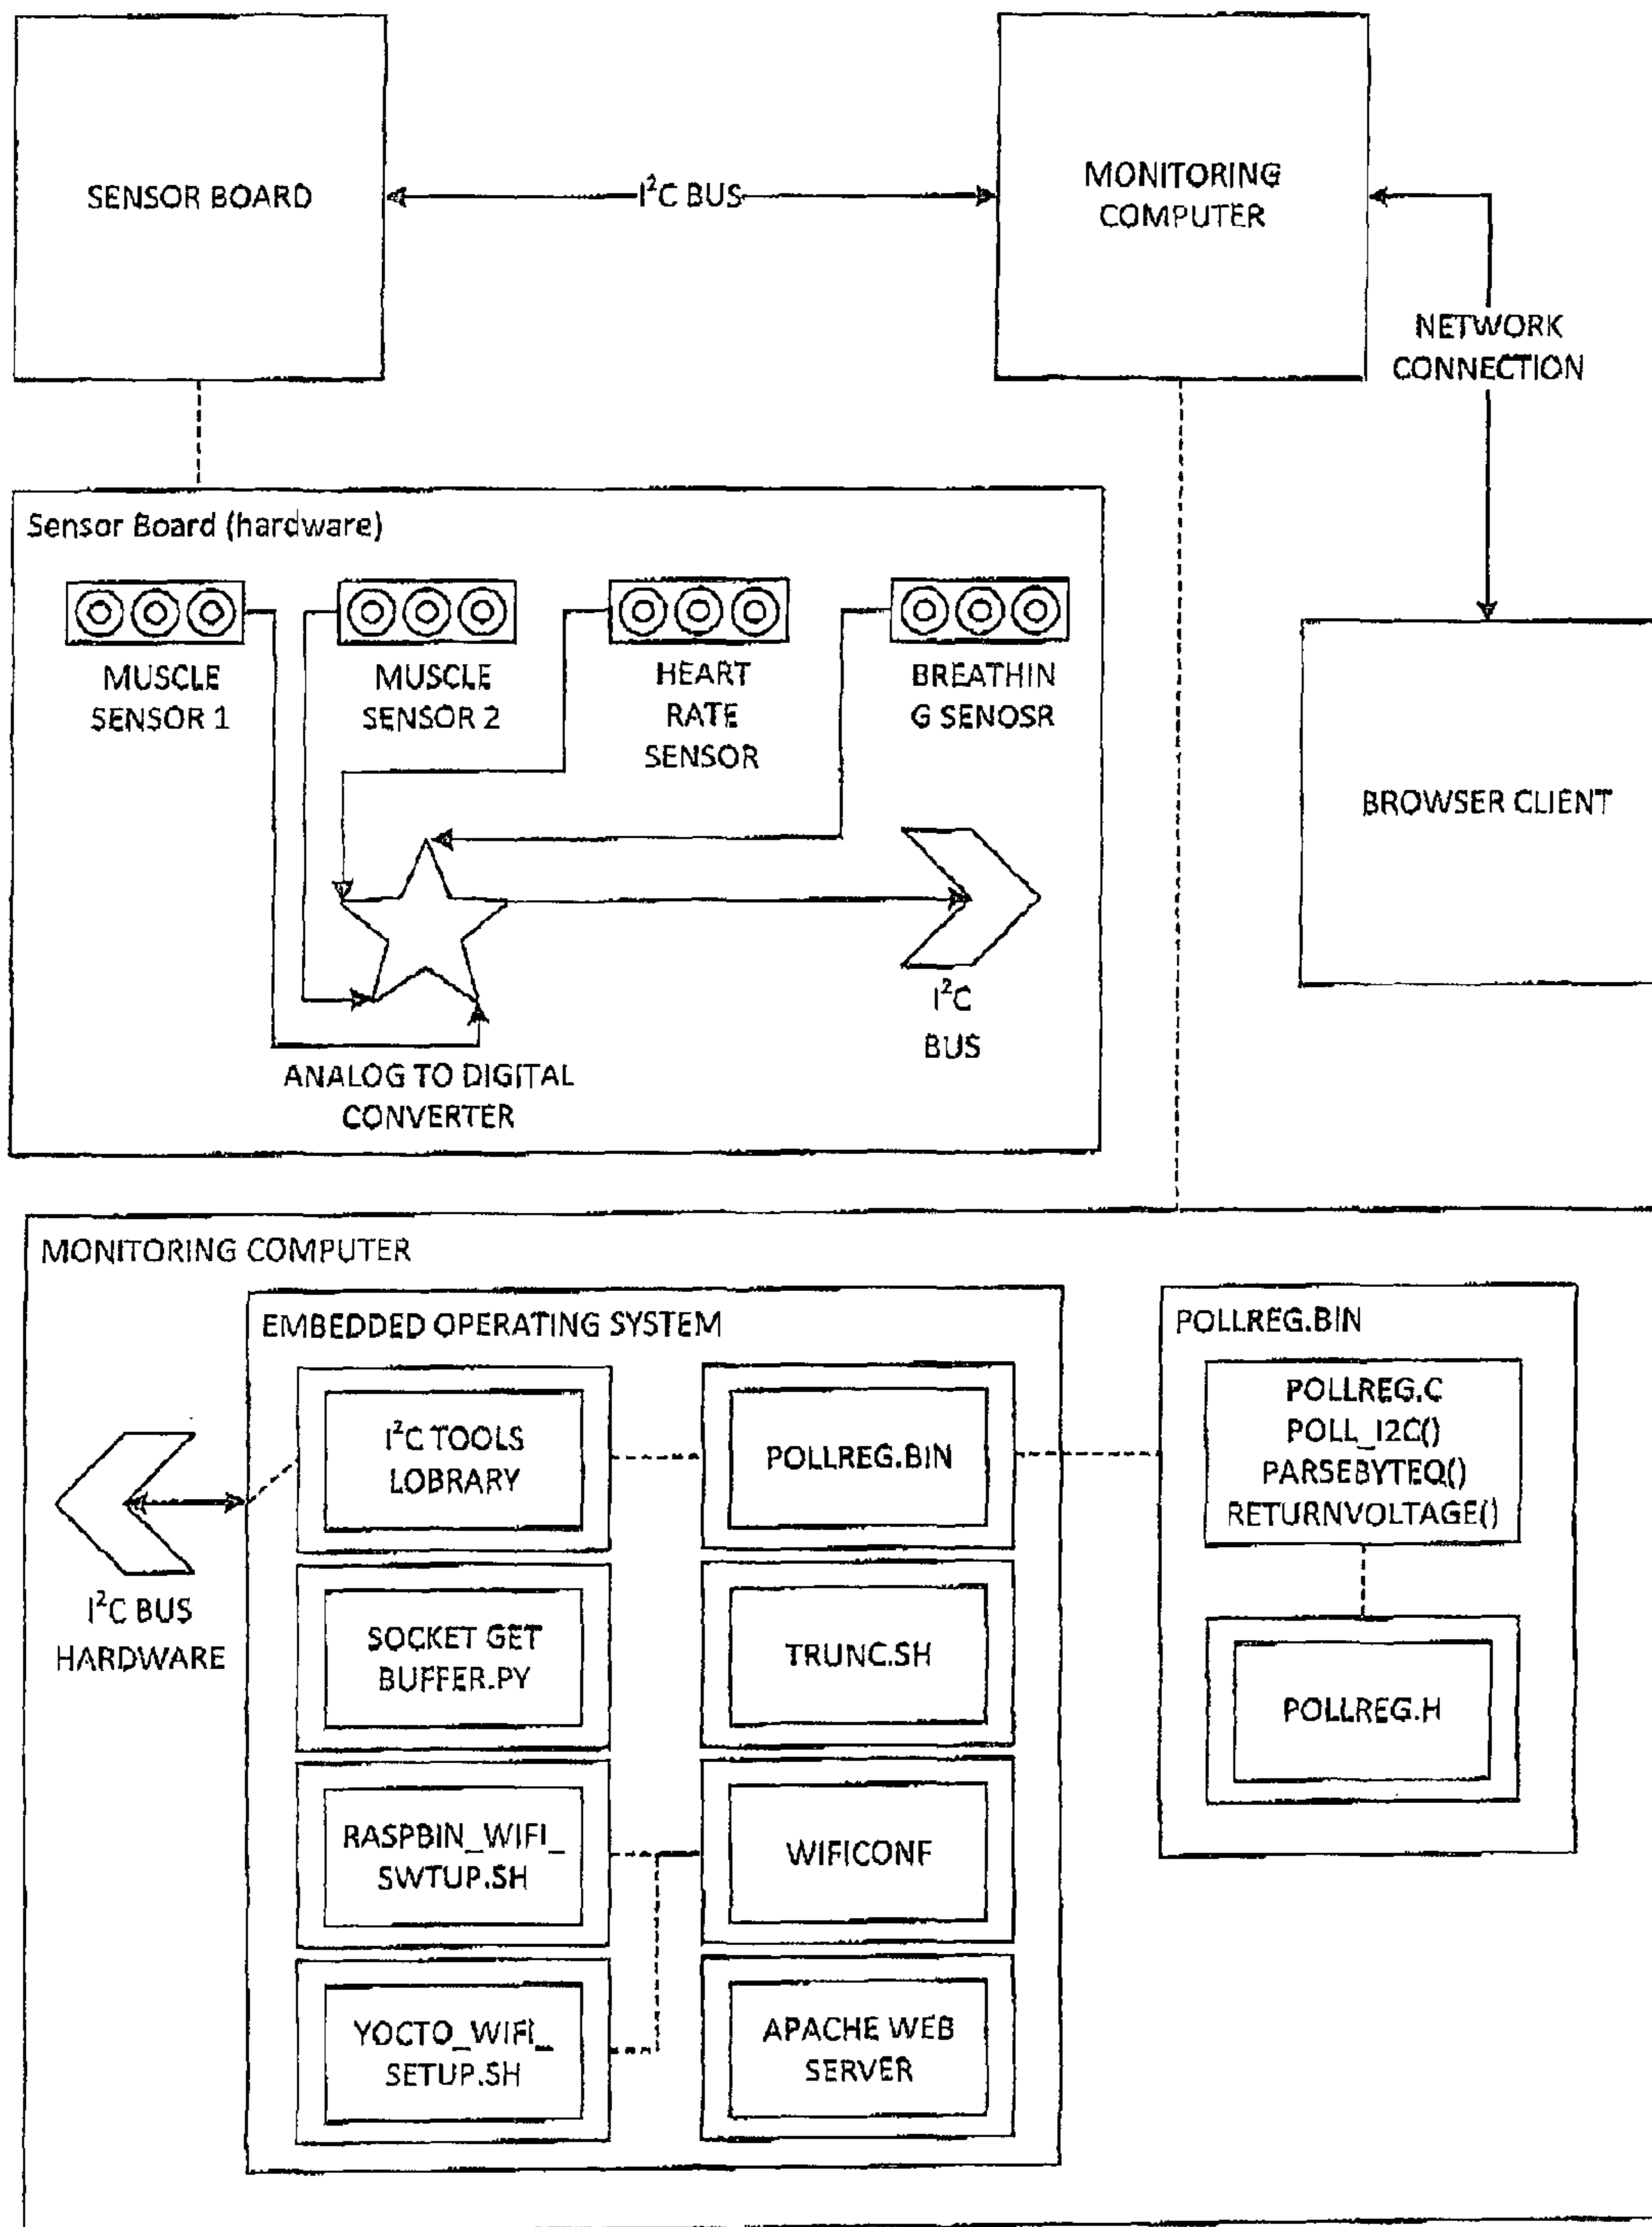 SENSOR BOARD
I²C BUS
MONITORING
COMPUTER
NETWORK
CONNECTION
Sensor Board (hardware)
MUSCLE
SENSOR 1
MUSCLE
SENSOR 2
HEART
RATE
SENSOR
BREATHIN
G SENOSR
BROWSER CLIENT
I²C
BUS
ANALOG TO DIGITAL
CONVERTER
MONITORING COMPUTER
EMBEDDED OPERATING SYSTEM
POLLREG.BIN
I²C TOOLS
LOBRARY
POLLREG.BIN
POLLREG.C
POLL_I2C()
PARSEBYTEQ()
RETURNVOLTAGE()
I²C BUS
HARDWARE
SOCKET GET
BUFFER.PY
TRUNC.SH
POLLREG.H
RASPBIN_WIFI_
SWTUP.SH
WIFICONF
YOCTO_WIFI_
SETUP.SH
APACHE WEB
SERVER